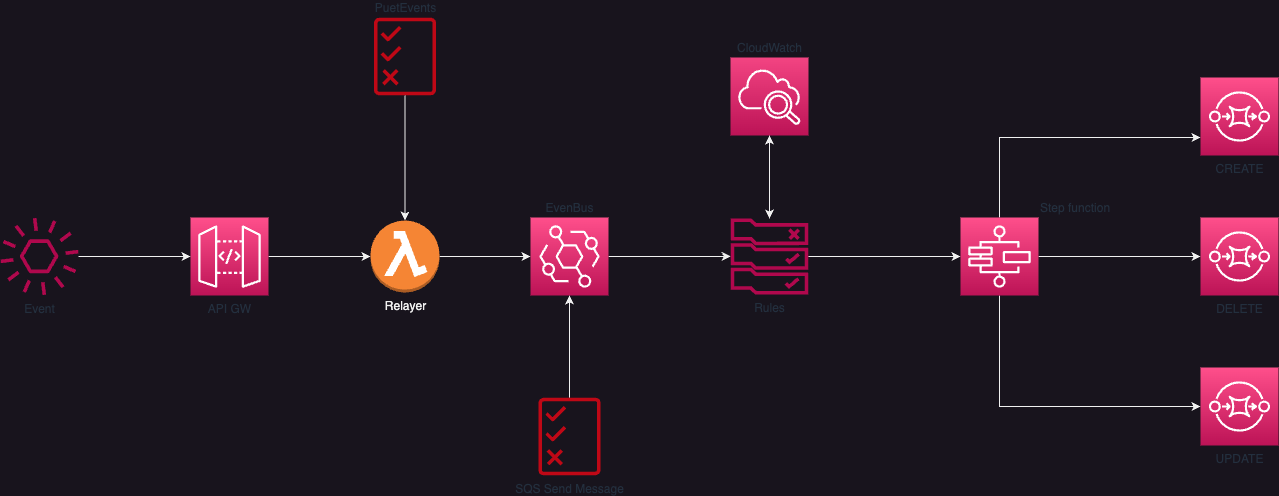 PuetEvents
CloudWatch
CREATE
EvenBus
Step function
</>
Event
API GW
Relayer
Rules
DELETE
UPDATE
SQS Send Message